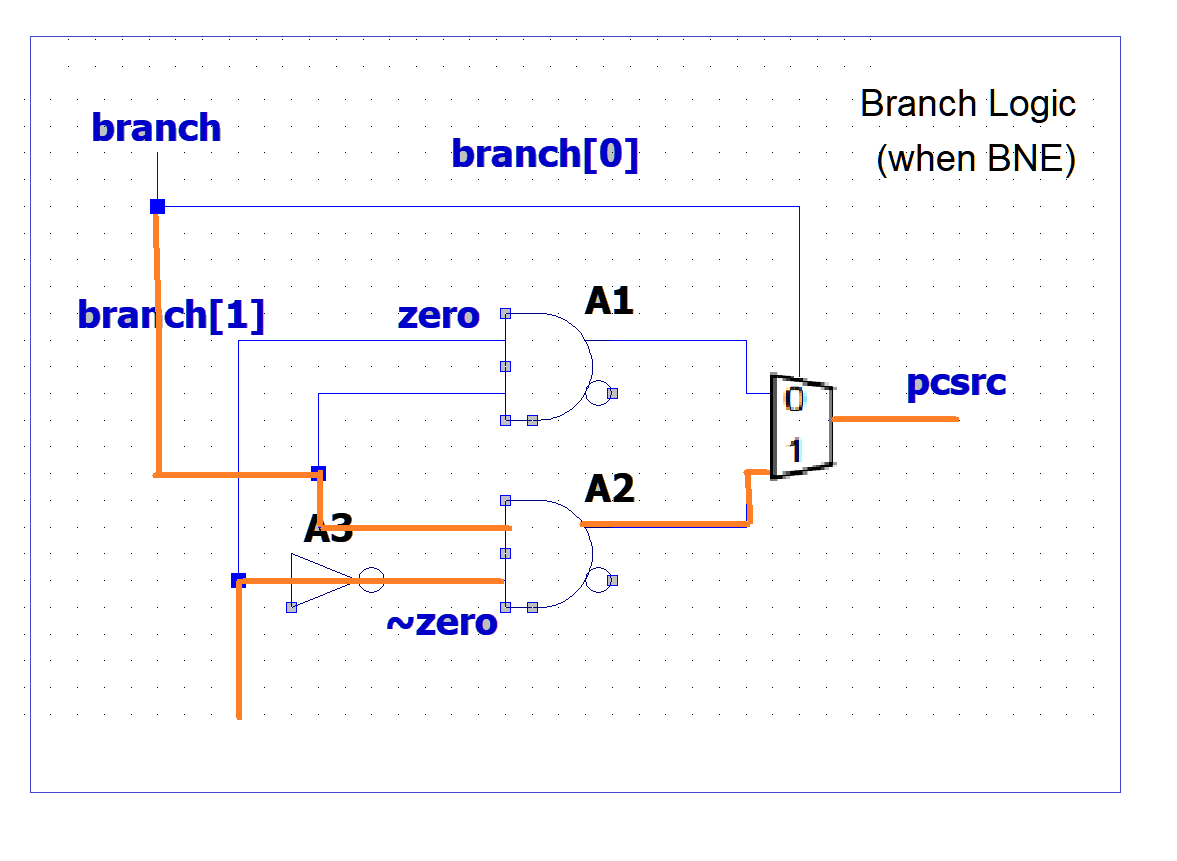 Branch Logic
(when BNE)
branch
branch[0]
branch[1]
zero
A1
0
1
pcsrc
A2
A3
~zero